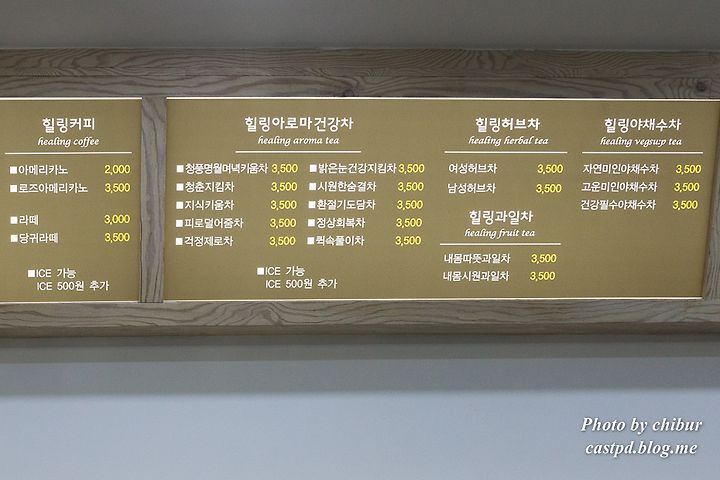 힐링커피
healing coffee
■아메리카노 2,000
■로즈아메리카노 3,500
■라떼 3,000
■당귀라떼 3,500
■ICE 가능
ICE 500원 추가
힐링아로마건강차
healing aroma tea
■청풍명월며녁키움차 3,500 ■밝은눈건강지킴차 3,500
■청춘지킴차 3,500 ■시원한숨결차 3,500
■지식키움차 3,500 ■환절기도담차 3,500
■피로덜어줌차 3,500 ■정상회복차 3,500
■걱정제로차 3,500 ■퀵속풀이차 3,500
■ICE 가능
ICE 500원 추가
힐링허브차
healing herbal tea
여성허브차 3,500
남성허브차 3,500
힐링과일차
healing fruit tea
내몸따뜻과일차 3,500
내몸시원과일차 3,500
힐링야채수차
healing vegsup tea
자연미인야채수차 3,500
고운미인야채수차 3,500
건강필수야채수차 3,500
Photo by chibur
castpd.blog.me